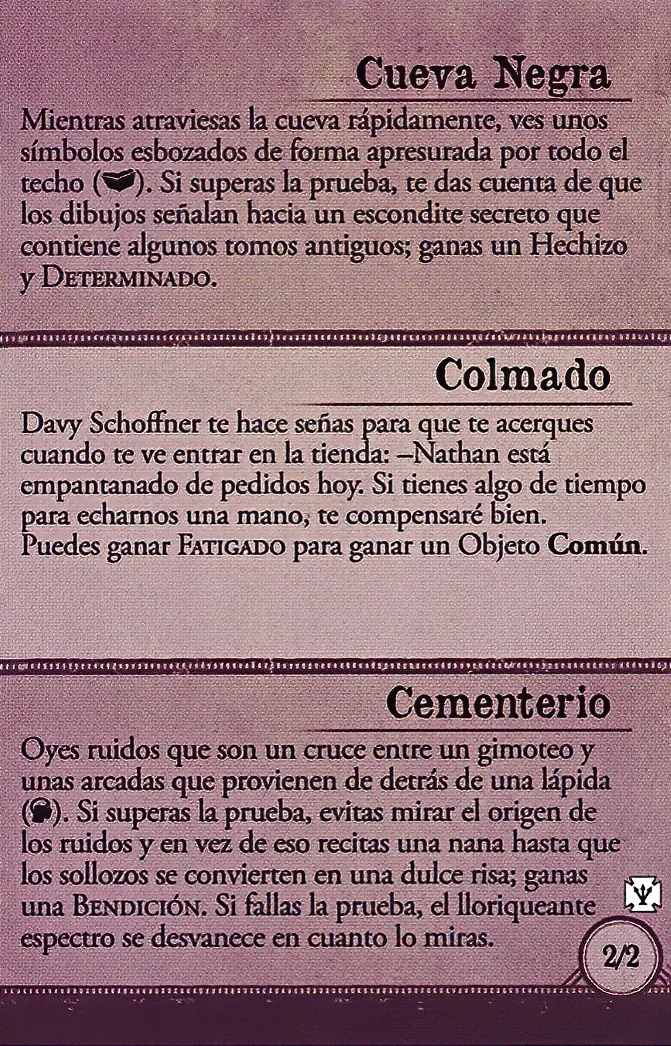 Cueva Negra
Mientras atraviesas la cueva rápidamente, ves unos
símbolos esbozados de forma apresurada por todo el
techo (). Si superas la prueba, te das cuenta de que
los dibujos señalan hacia un escondite secreto que
contiene algunos tomos antiguos; ganas un Hechizo
y DETERMINADO.
Colmado
Davy Schoffner te hace señas para que te acerques
cuando te ve entrar en la tienda: –Nathan está
empantanado de pedidos hoy. Si tienes algo de tiempo
para echarnos una mano, te compensaré bien.
Puedes ganar FATIGADO para ganar un Objeto Común.
Cementerio
Oyes ruidos que son un cruce entre un gimoteo y
unas arcadas que provienen de detrás de una lápida
(). Si superas la prueba, evitas mirar el origen de
los ruidos y en vez de eso recitas una nana hasta que
los sollozos se convierten en una dulce risa; ganas
una BENDICIÓN. Si fallas la prueba, el lloriqueante
espectro se desvanece en cuanto lo miras.
2/2